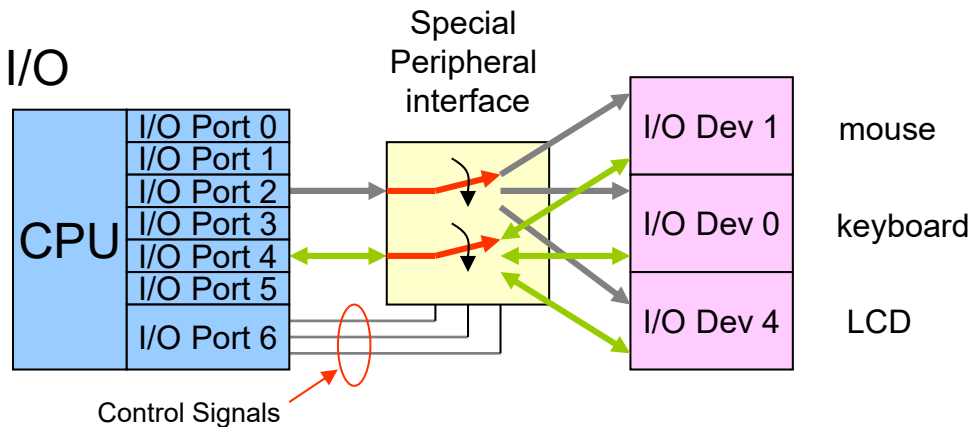 I/O
Special
Peripheral
interface
CPU
I/O Port 0
I/O Port 1
I/O Port 2
I/O Port 3
I/O Port 4
I/O Port 5
I/O Port 6
Control Signals
I/O Dev 1
mouse
I/O Dev 0
keyboard
I/O Dev 4
LCD